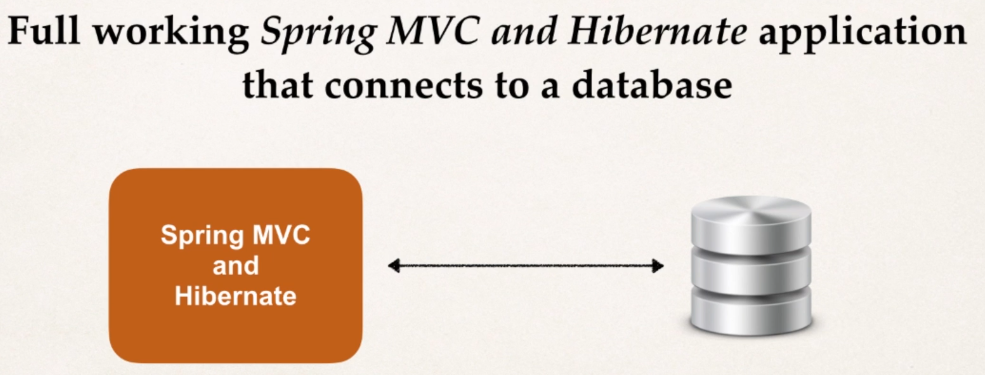 Full working Spring MVC and Hibernate application
that connects to a database
Spring MVC
and
Hibernate